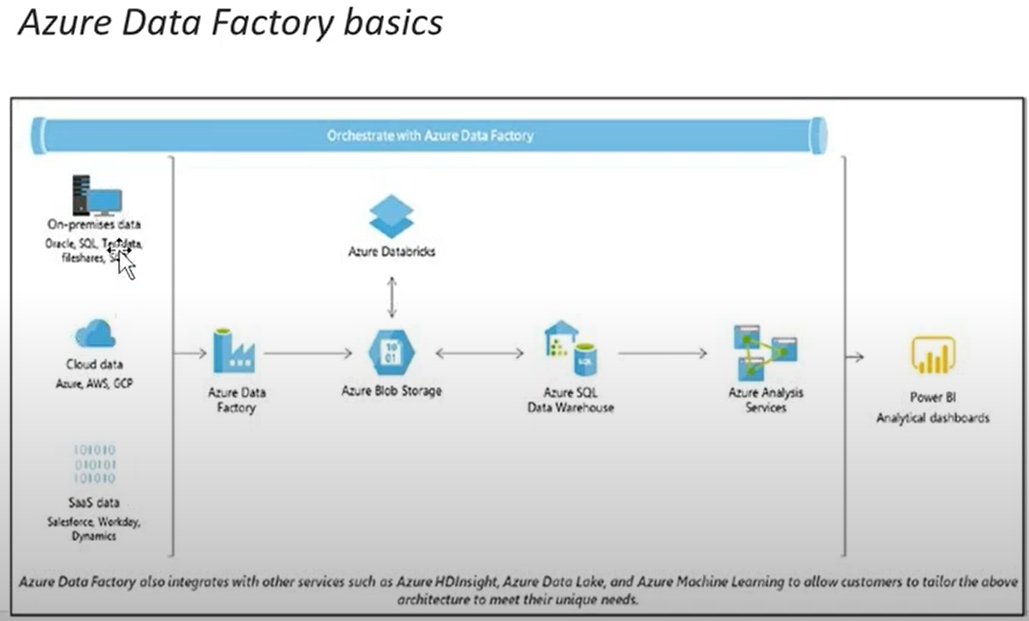 Azure Data Factory basics
Orchestrate with Azure Data Factory
On-premises data
Oracle, SQL,
fileshares,
Cloud data
Azure, AWS, GCP
101010
010101
101010
SaaS data
Salesforce, Workday,
Dynamics
Azure Data
Factory
Azure Databricks
10
01
Azure Blob Storage
SQL
Azure SQL
Data Warehouse
Azure Analysis
Services
Power BI
Analytical dashboards
Azure Data Factory also integrates with other services such as Azure HDInsight, Azure Data Lake, and Azure Machine Learning to allow customers to tailor the above
architecture to meet their unique needs.